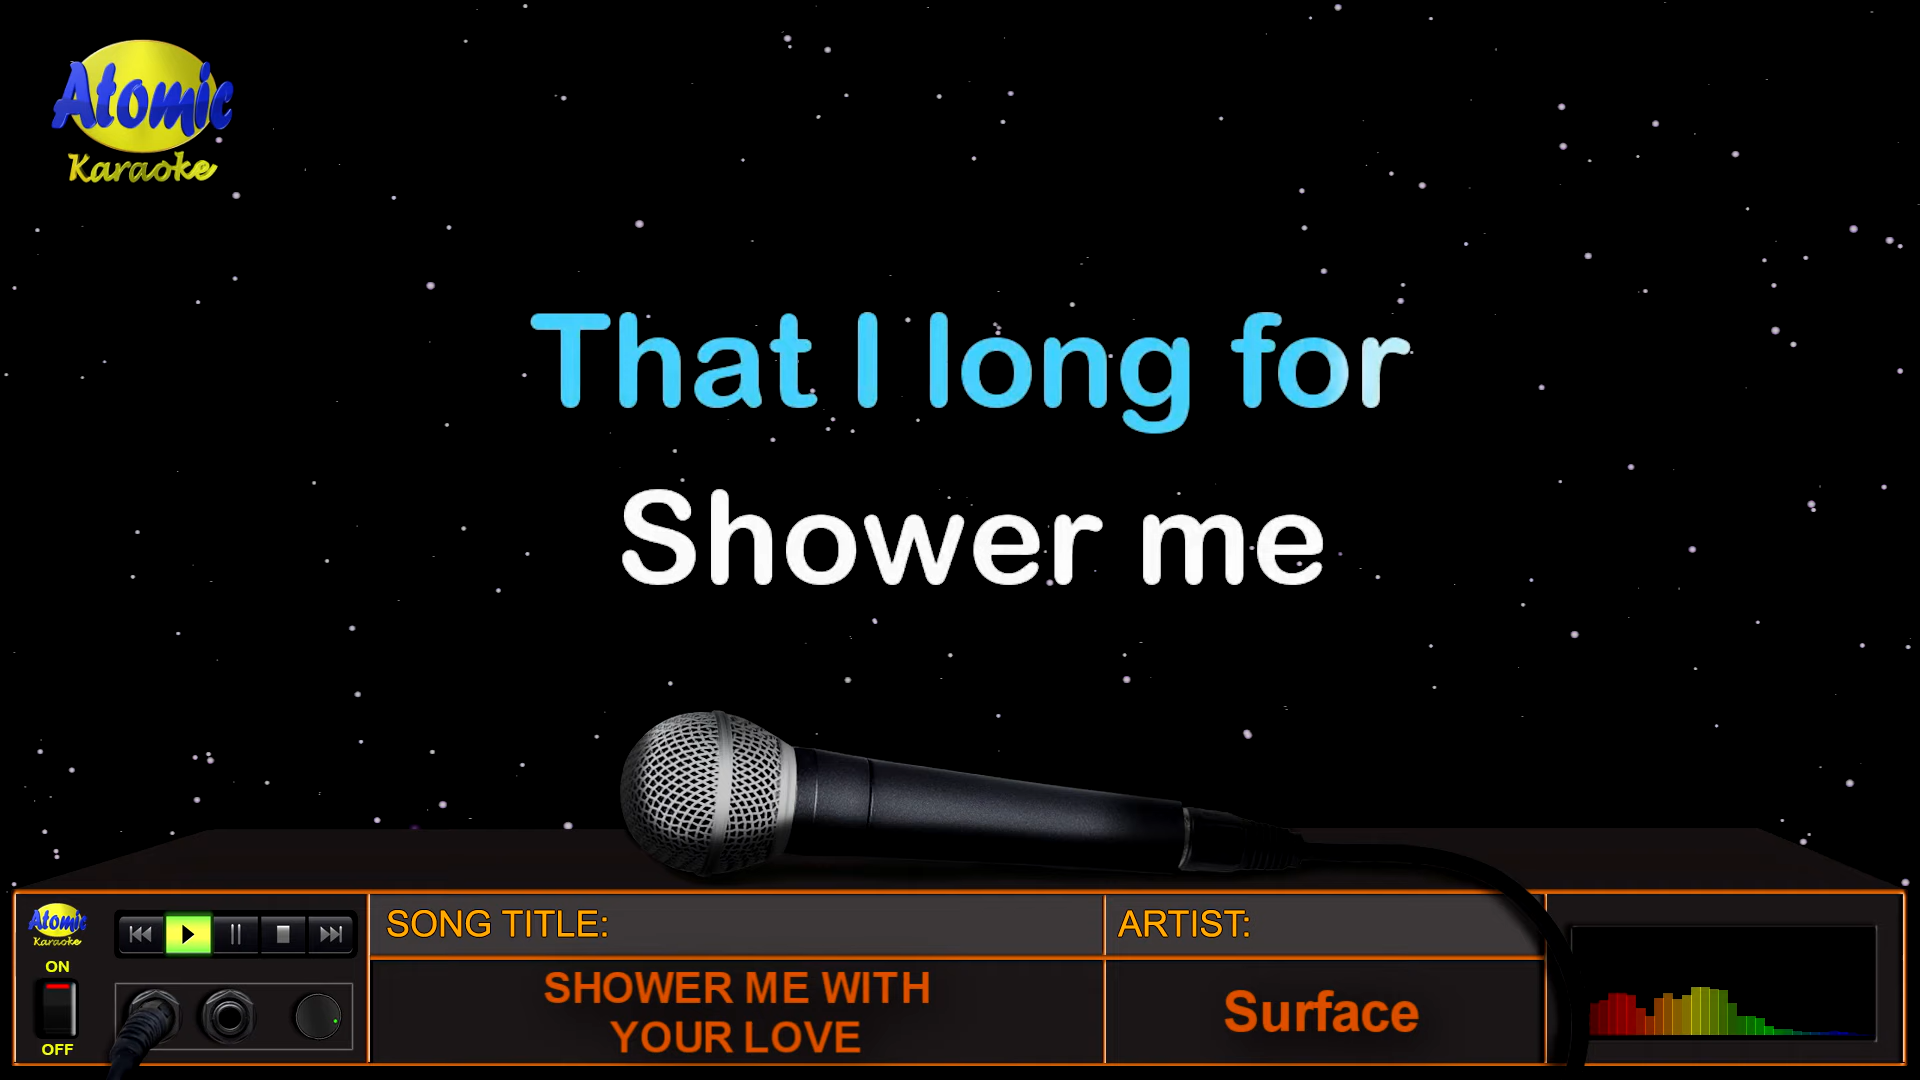 Atomic
Karaoke
That I long for
Shower me
Atomic
Karaoke
ON
OFF
SONG TITLE:
SHOWER ME WITH
YOUR LOVE
ARTIST:
Surface